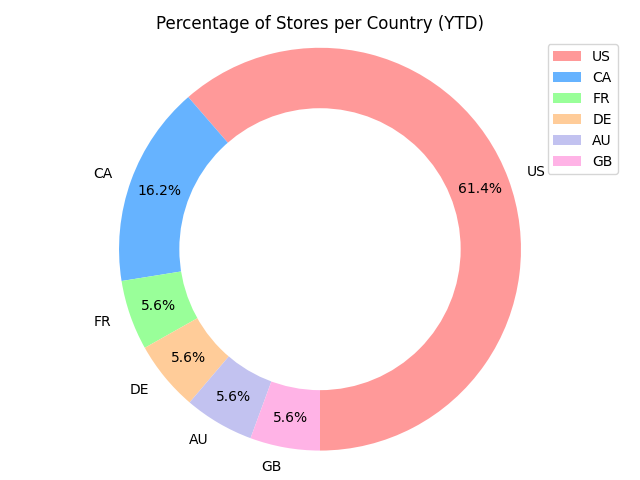 Percentage of Stores per Country (YTD)
US
CA
FR
DE
AU
GB
US
61.4%
CA
16.2%
FR
5.6%
DE
5.6%
AU
5.6%
GB
5.6%